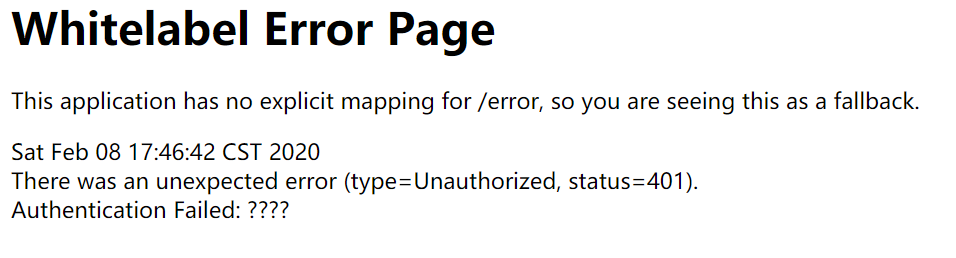 Whitelabel Error Page
This application has no explicit mapping for /error, so you are seeing this as a fallback.
Sat Feb 08 17:46:42 CST 2020
There was an unexpected error (type=Unauthorized, status=401).
Authentication Failed: ????